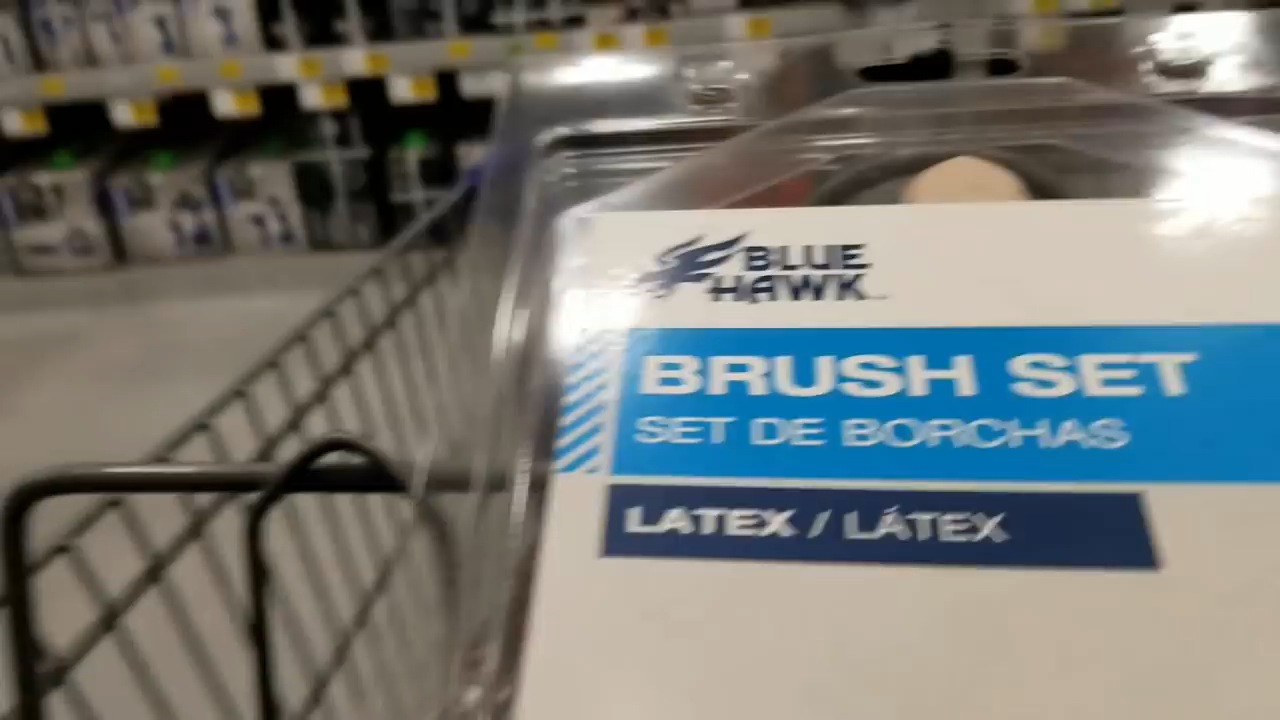 BLUE
HAWK
BRUSH SET
SET DE BORCHAS
LATEX / LÁTEX